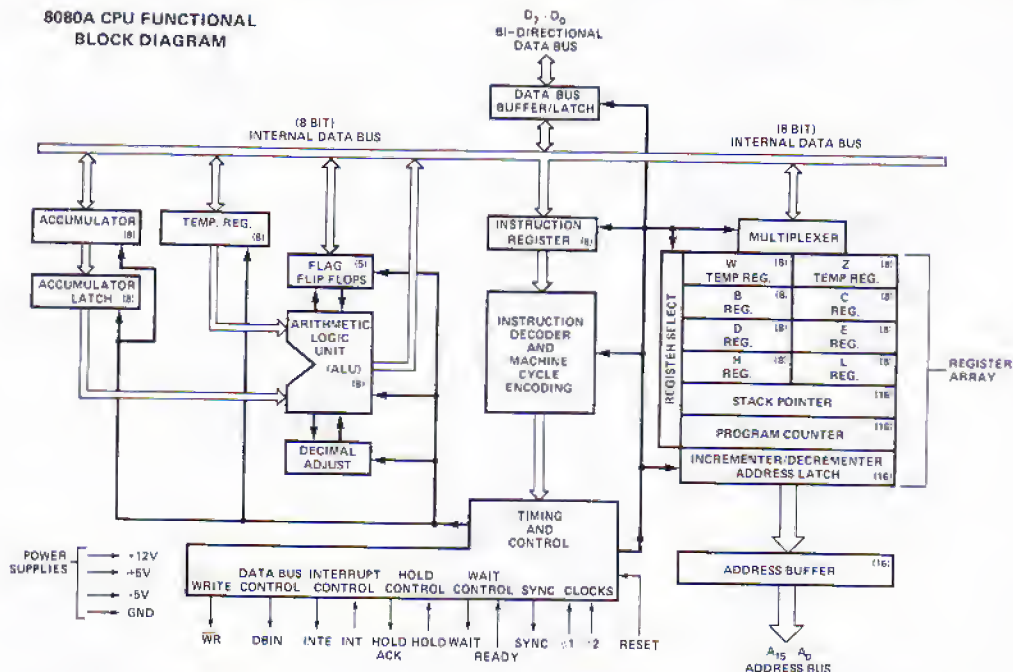 8080A CPU FUNCTIONAL
BLOCK DIAGRAM
D7 - D0
BI-DIRECTIONAL
DATA BUS
DATA BUS
BUFFER/LATCH
(8 BIT)
INTERNAL DATA BUS
(8 BIT)
INTERNAL DATA BUS
ACCUMULATOR
(8)
TEMP. REG.
(8)
INSTRUCTION
REGISTER (8)
MULTIPLEXER
ACCUMULATOR
LATCH (8)
FLAG (5)
FLIP FLOPS
ARITHMETIC
LOGIC
UNIT
(ALU)
(8)
DECIMAL
ADJUST
INSTRUCTION
DECODER
AND
MACHINE
CYCLE
ENCODING
REGISTER SELECT
W (8)
TEMP REG.
Z (8)
TEMP REG.
B (8)
REG.
C (8)
REG.
D (8)
REG.
E (8)
REG.
H (8)
REG.
L (8)
REG.
STACK POINTER (16)
PROGRAM COUNTER (16)
INCREMENTER/DECREMENTER
ADDRESS LATCH (16)
REGISTER
ARRAY
TIMING
AND
CONTROL
WRITE
DATA BUS
CONTROL
INTERRUPT
CONTROL
HOLD
CONTROL
WAIT
CONTROL
SYNC
CLOCKS
POWER
SUPPLIES
+12V
-5V
GND
WR
DBIN
INTE
INT
HOLD
ACK
HOLD
WAIT
READY
SYNC
RESET
ADDRESS BUFFER (16)
A15 A0
ADDRESS BUS